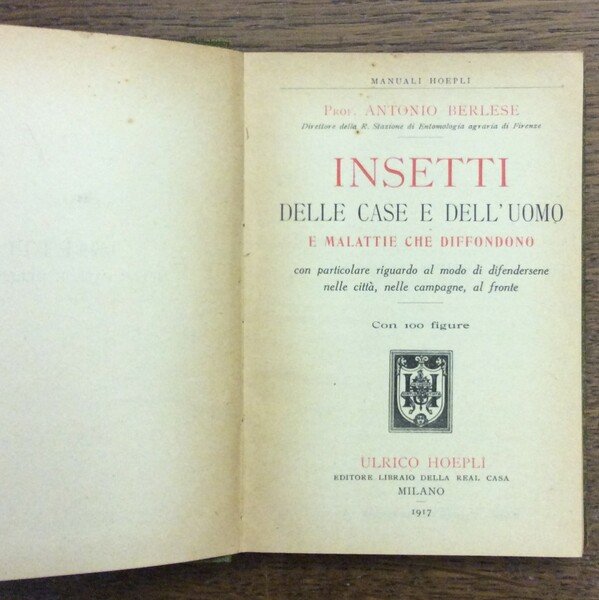 MANUALI HOEPLI
PROF. ANTONIO BERLESE
Direttore della R. Stazione di Entomologia agraria di Firenze
INSETTI
DELLE CASE E DELL'UOMO
E MALATTIE CHE DIFFONDONO
con particolare riguardo al modo di difendersene
nelle città, nelle campagne, al fronte
Con 100 figure
ULRICO HOEPLI
EDITORE LIBRAIO DELLA REAL CASA
MILANO
1917